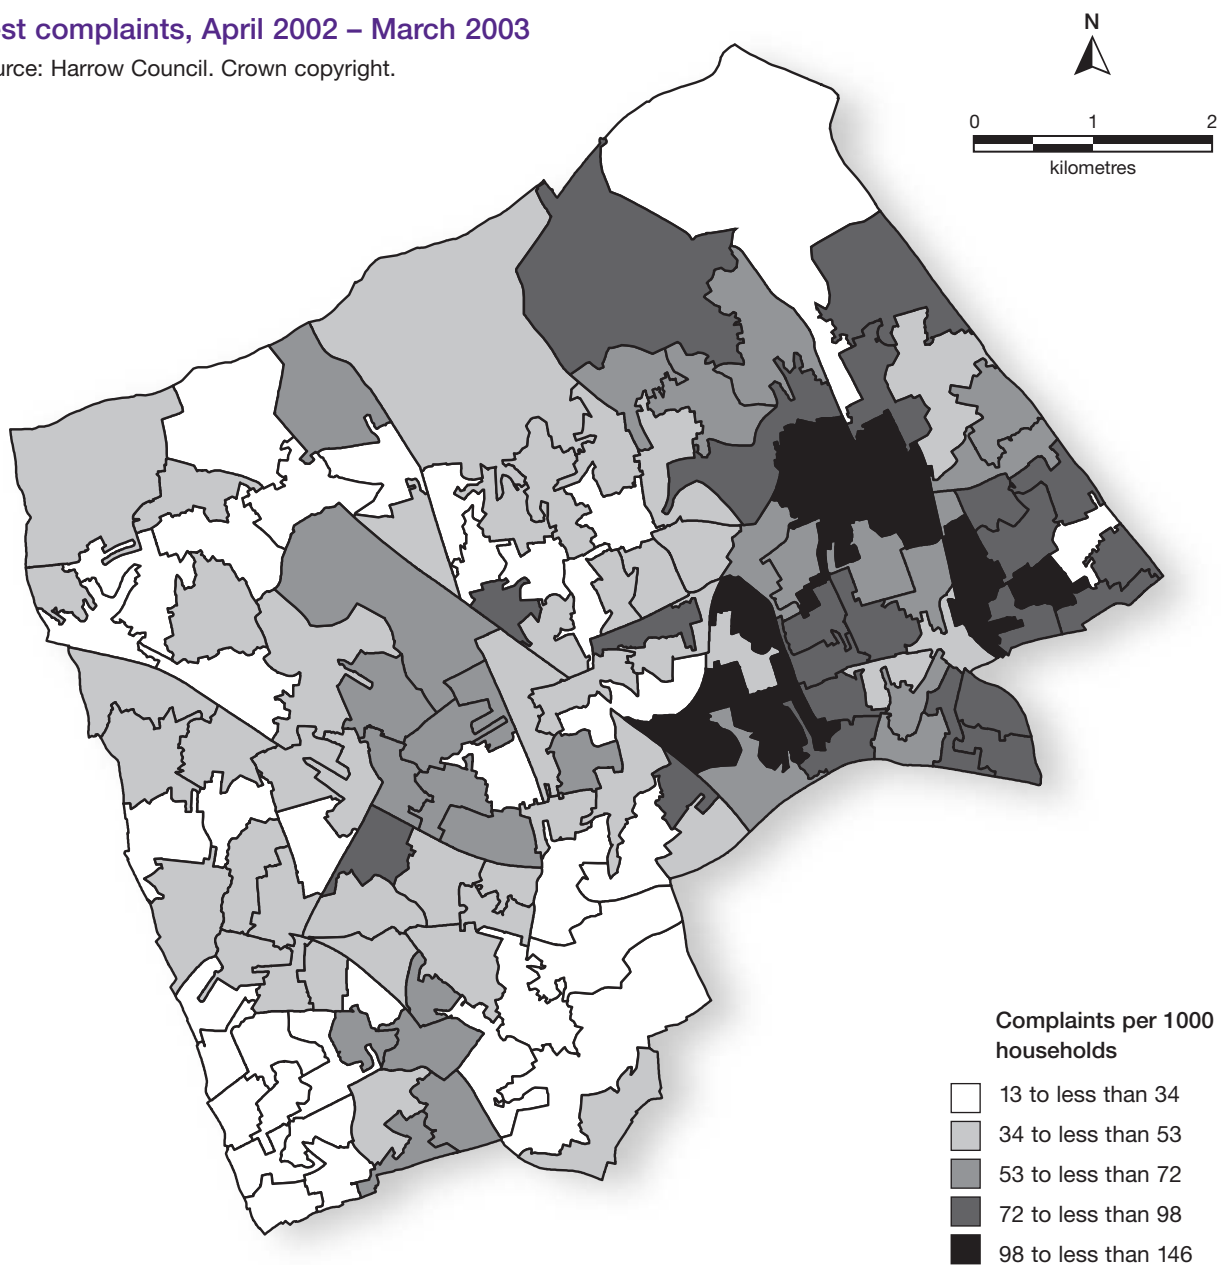 est complaints, April 2002 – March 2003
urce: Harrow Council. Crown copyright.
N
0 1 2
kilometres
Complaints per 1000
households
13 to less than 34
34 to less than 53
53 to less than 72
72 to less than 98
98 to less than 146